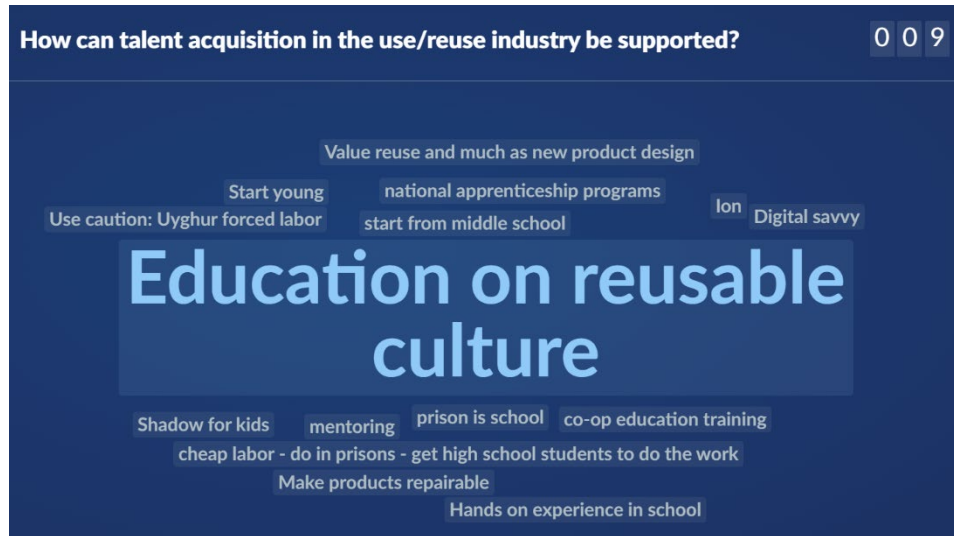 How can talent acquisition in the use/reuse industry be supported?
009
Value reuse and much as new product design
Start young
national apprenticeship programs
Ion
Use caution: Uyghur forced labor
start from middle school
Digital savvy
Education on reusable
culture
Shadow for kids
mentoring
prison is school
co-op education training
cheap labor - do in prisons - get high school students to do the work
Make products repairable
Hands on experience in school